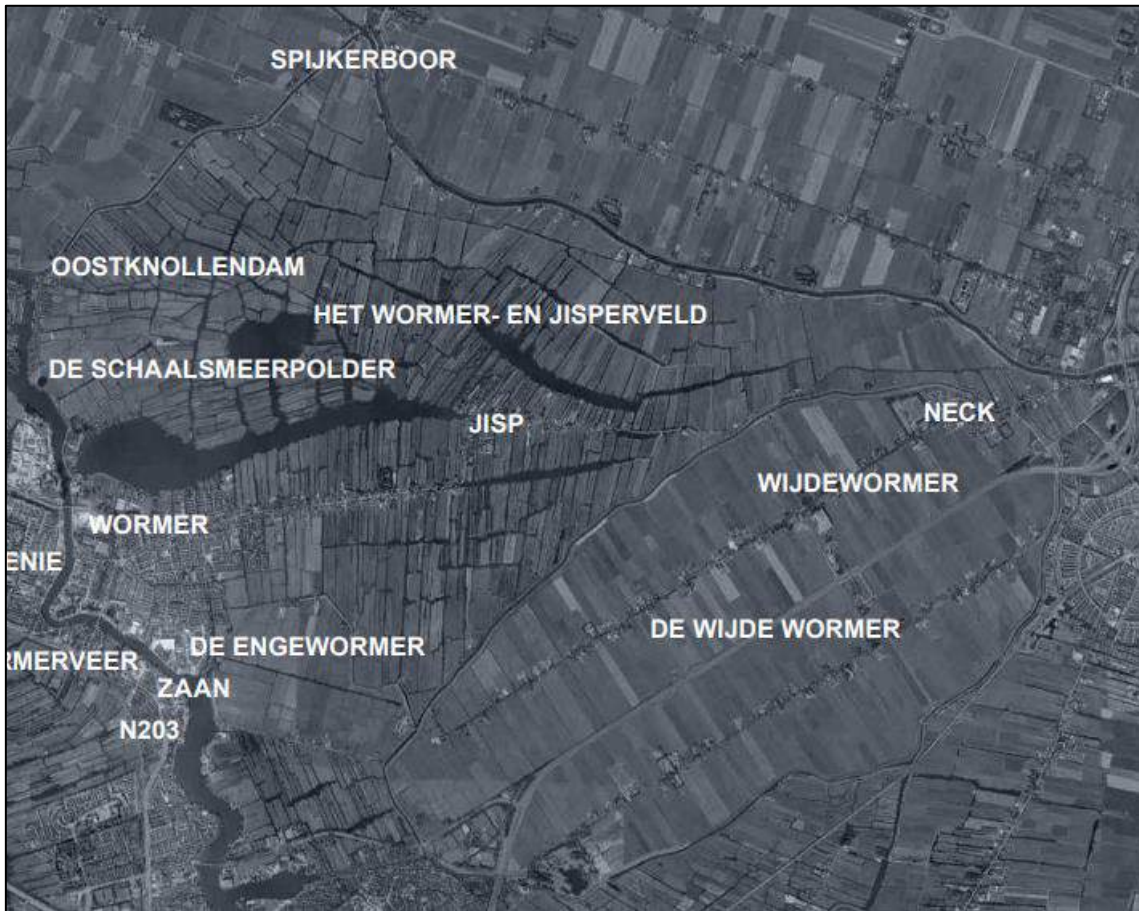 SPIJKERBOOR
OOSTKNOLLENDAM
HET WORMER- EN JISPERVELD
DE SCHAALSMEERPOLDER
NECK
JISP
WIJDEWORMER
WORMER
ENIE
DE WIJDE WORMER
DE ENGEWORMER
RMERVEER
ZAAN
N203